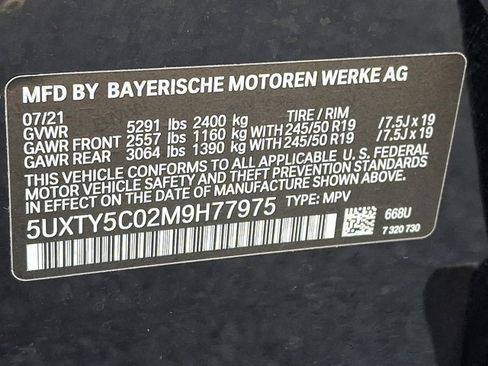 MFD BY BAYERISCHE MOTOREN WERKE AG
07/21 TIRE / RIM
GVWR 5291 lbs 2400 kg
GAWR FRONT 2557 lbs 1160 kg WITH 245/50 R19 /7.5J x 19
GAWR REAR 3064 lbs 1390 kg WITH 245/50 R19 /7.5J x 19
THIS VEHICLE CONFORMS TO ALL APPLICABLE U.S. FEDERAL
MOTOR VEHICLE SAFETY AND THEFT PREVENTION STANDARDS
IN EFFECT ON THE DATE OF MANUFACTURE SHOWN ABOVE.
5UXTY5C02M9H77975 TYPE: MPV
668U
7 320 730